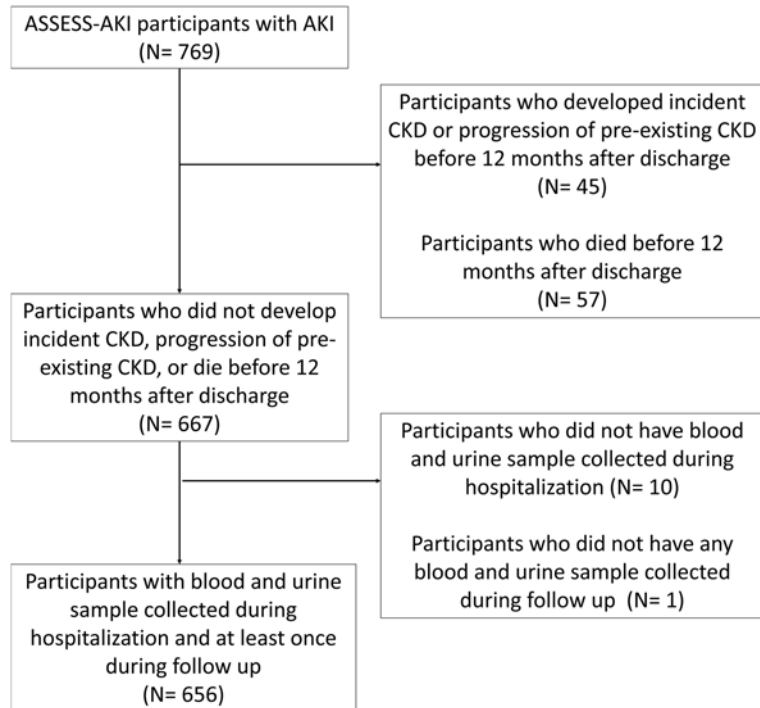 ASSESS-AKI participants with AKI
(N= 769)
Participants who developed incident
CKD or progression of pre-existing CKD
before 12 months after discharge
(N= 45)
Participants who died before 12
months after discharge
(N= 57)
Participants who did not develop
incident CKD, progression of pre-
existing CKD, or die before 12
months after discharge
(N= 667)
Participants who did not have blood
and urine sample collected during
hospitalization (N= 10)
Participants who did not have any
blood and urine sample collected
during follow up (N= 1)
Participants with blood and urine
sample collected during
hospitalization and at least once
during follow up
(N= 656)